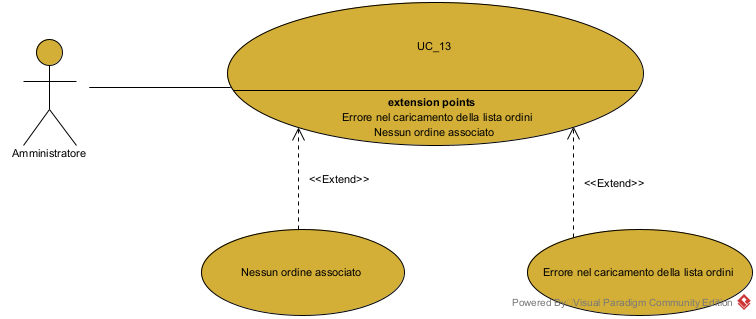 UC_13
extension points
Errore nel caricamento della lista ordini
Nessun ordine associato
Amministratore
<<Extend>>
<<Extend>>
Nessun ordine associato
Errore nel caricamento della lista ordini
Powered By: Visual Paradigm Community Edition